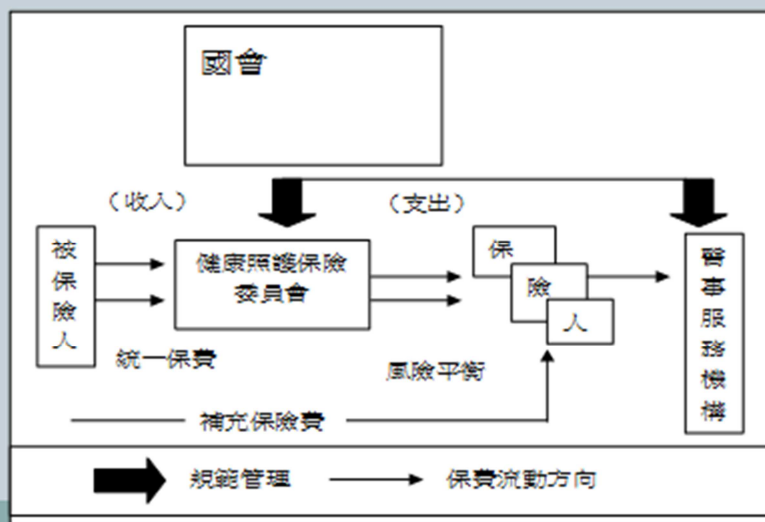 國會
（收入）
（支出）
被保險人
健康照護保險
委員會
保
險
人
醫事服務機構
統一保費
風險平衡
補充保險費
規範管理
保費流動方向